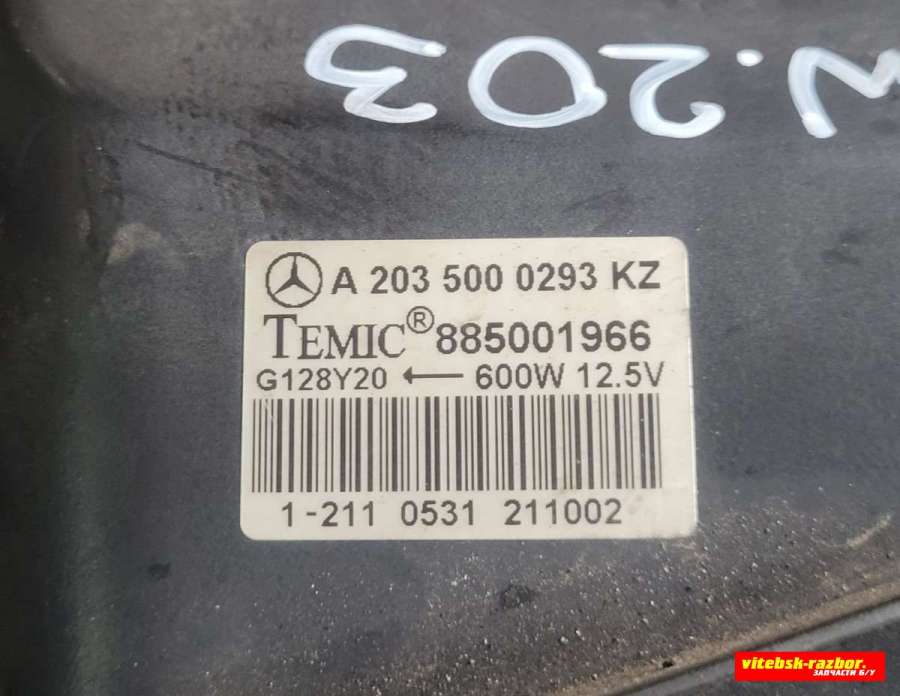 W.203
A 203 500 0293 KZ
TEMIC® 885001966
G128Y20 ← 600W 12.5V
1-211 0531 211002
vitebsk-razbor.
ЗАПЧАСТИ Б/У